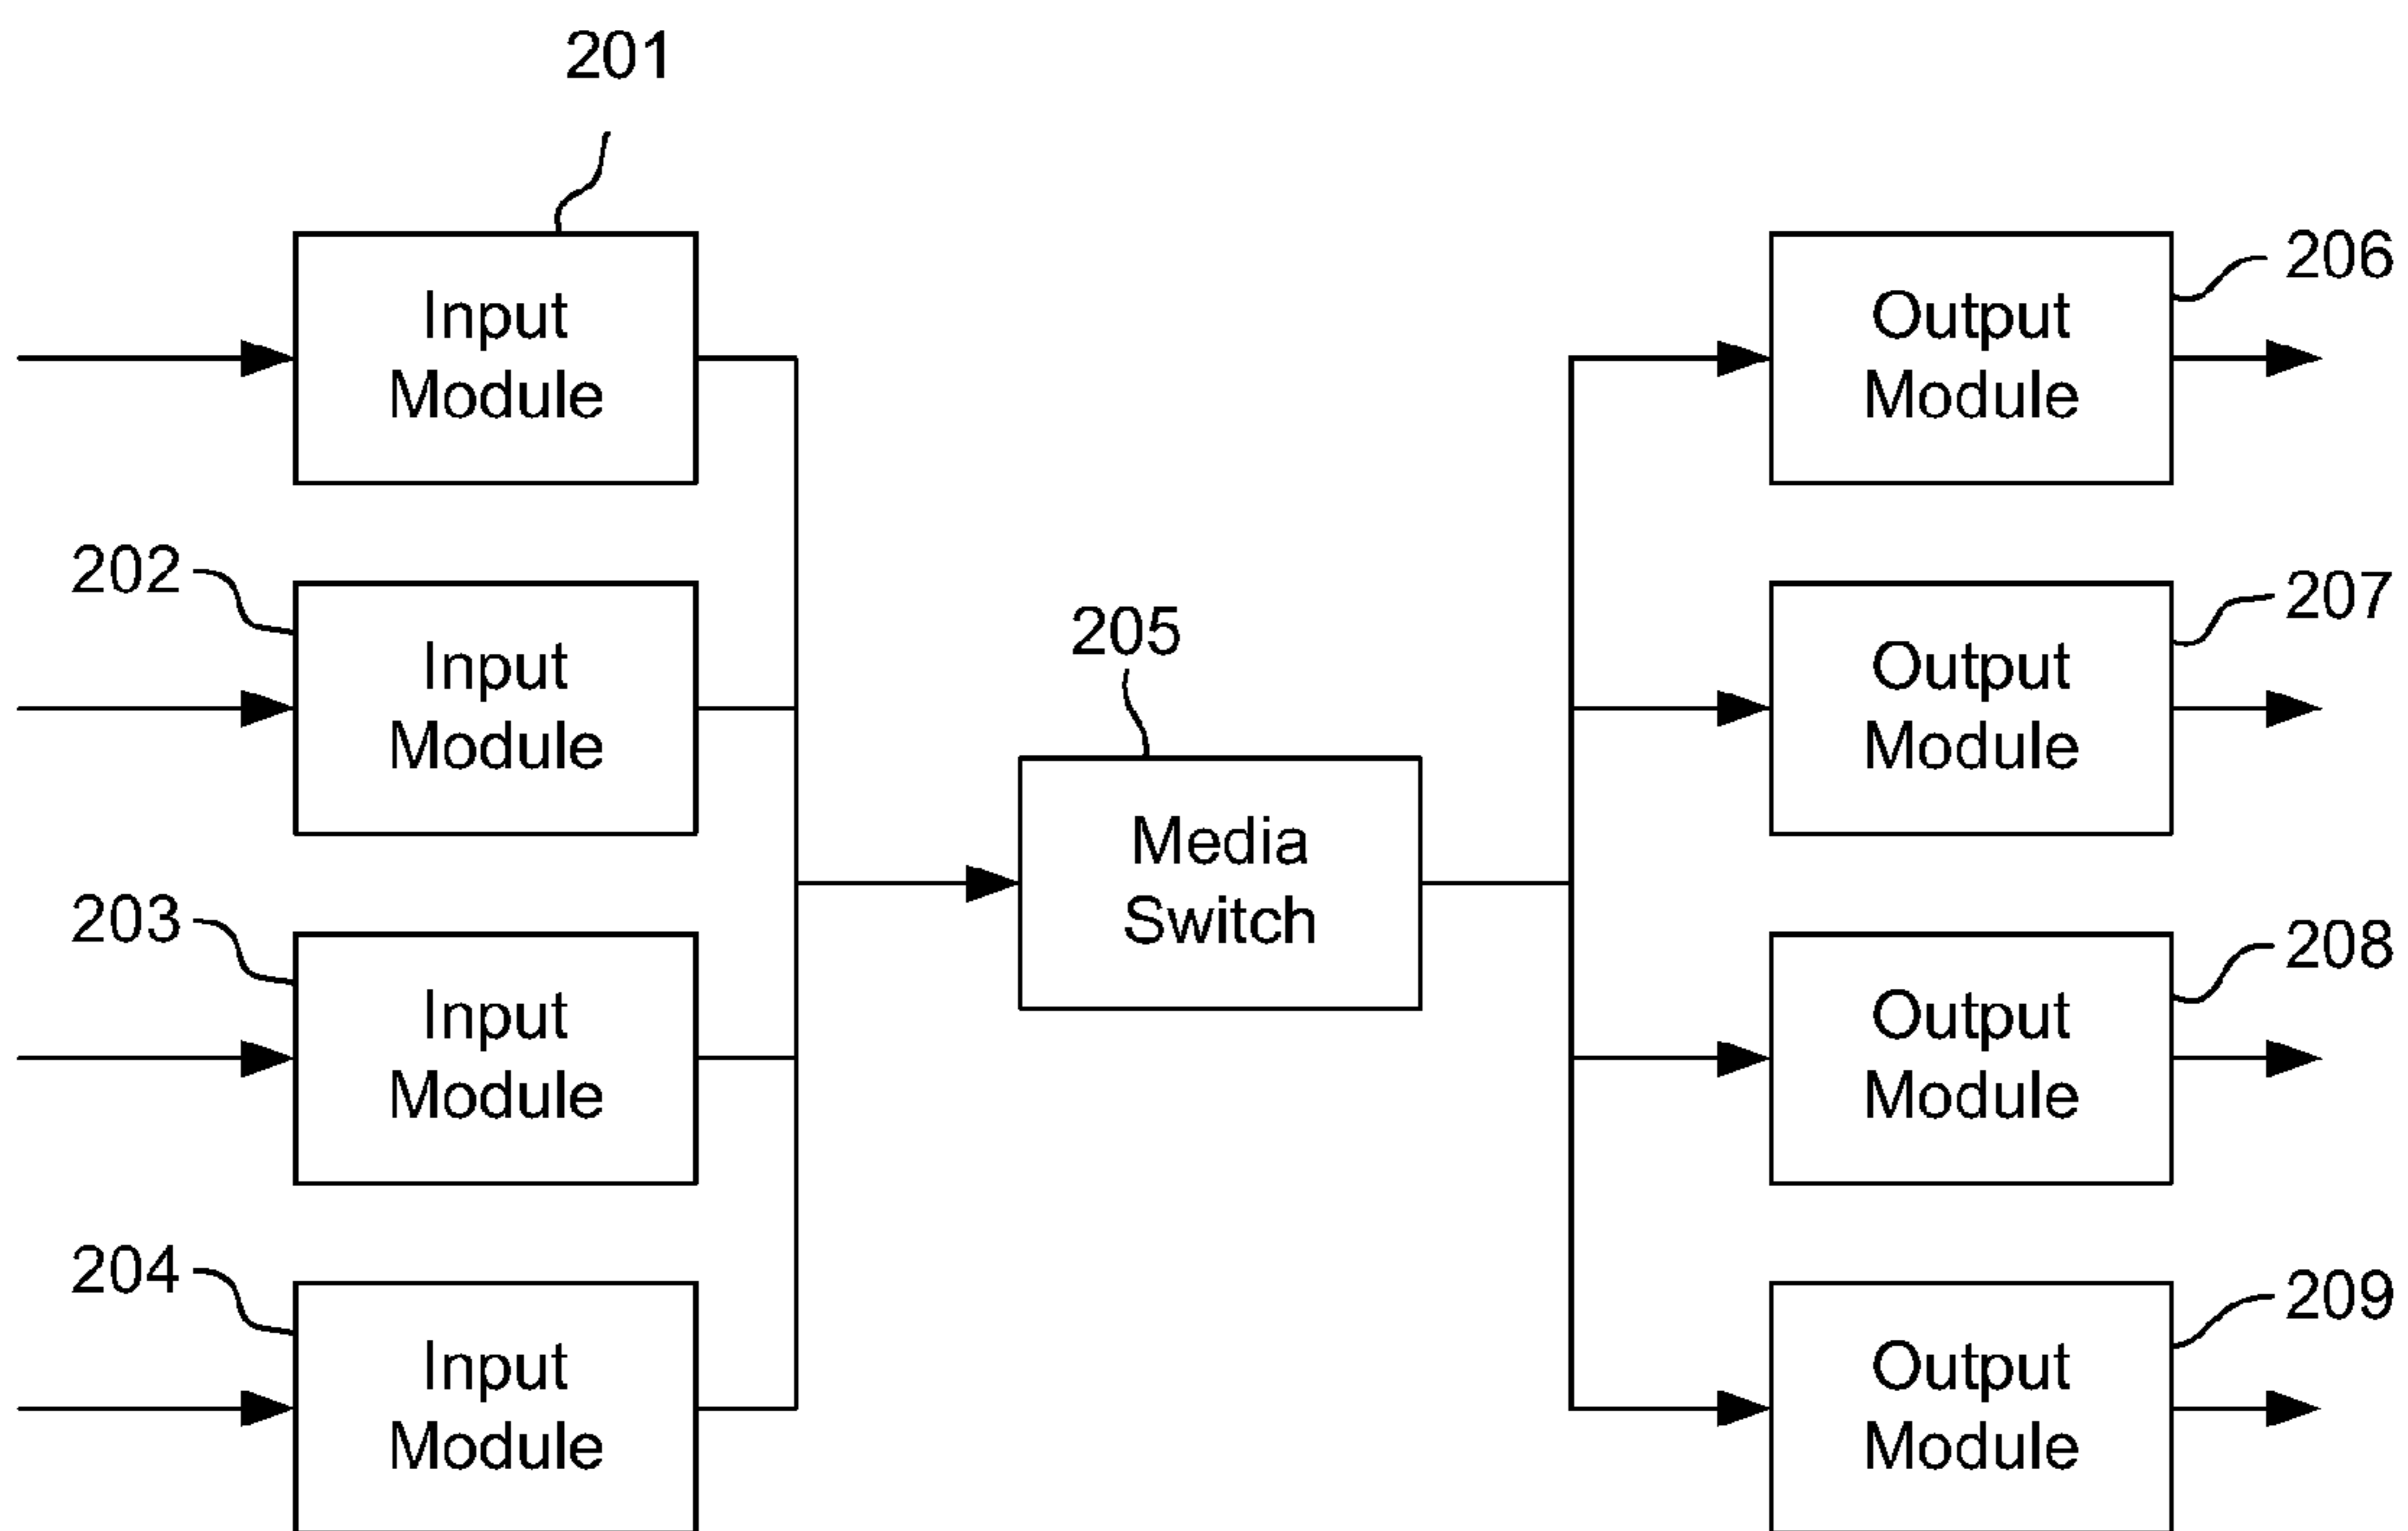 201
Input
Module
206
Output
Module
202
Input
Module
205
Media
Switch
207
Output
Module
203
Input
Module
208
Output
Module
204
Input
Module
209
Output
Module